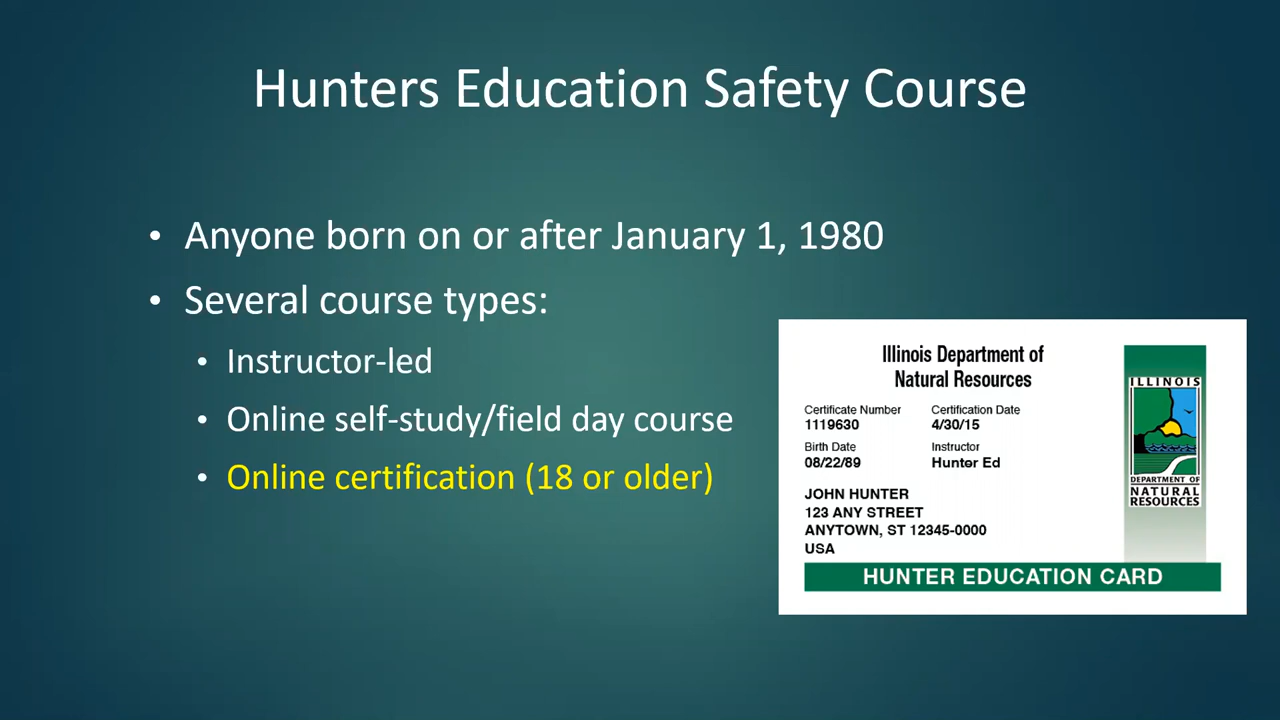 Hunters Education Safety Course
• Anyone born on or after January 1, 1980
• Several course types:
• Instructor-led
• Online self-study/field day course
• Online certification (18 or older)
Illinois Department of
Natural Resources
Certificate Number Certification Date
1119630 4/30/15
Birth Date Instructor
08/22/89 Hunter Ed
JOHN HUNTER
123 ANY STREET
ANYTOWN, ST 12345-0000
USA
ILLINOIS
DEPARTMENT OF
NATURAL
RESOURCES
HUNTER EDUCATION CARD